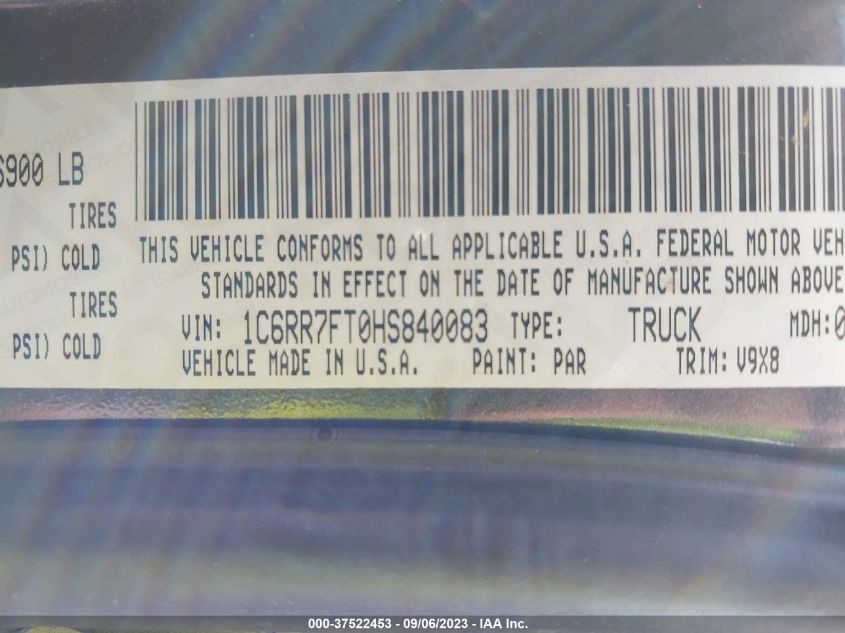 6900 LB
TIRES
PSI) COLD
TIRES
PSI) COLD
THIS VEHICLE CONFORMS TO ALL APPLICABLE U.S.A. FEDERAL MOTOR VEH
STANDARDS IN EFFECT ON THE DATE OF MANUFACTURE SHOWN ABOVE
VIN: 1C6RR7FT0HS840083 TYPE: TRUCK MDH:0
VEHICLE MADE IN U.S.A. PAINT: PAR TRIM: V9X8
000-37522453 - 09/06/2023 - IAA Inc.